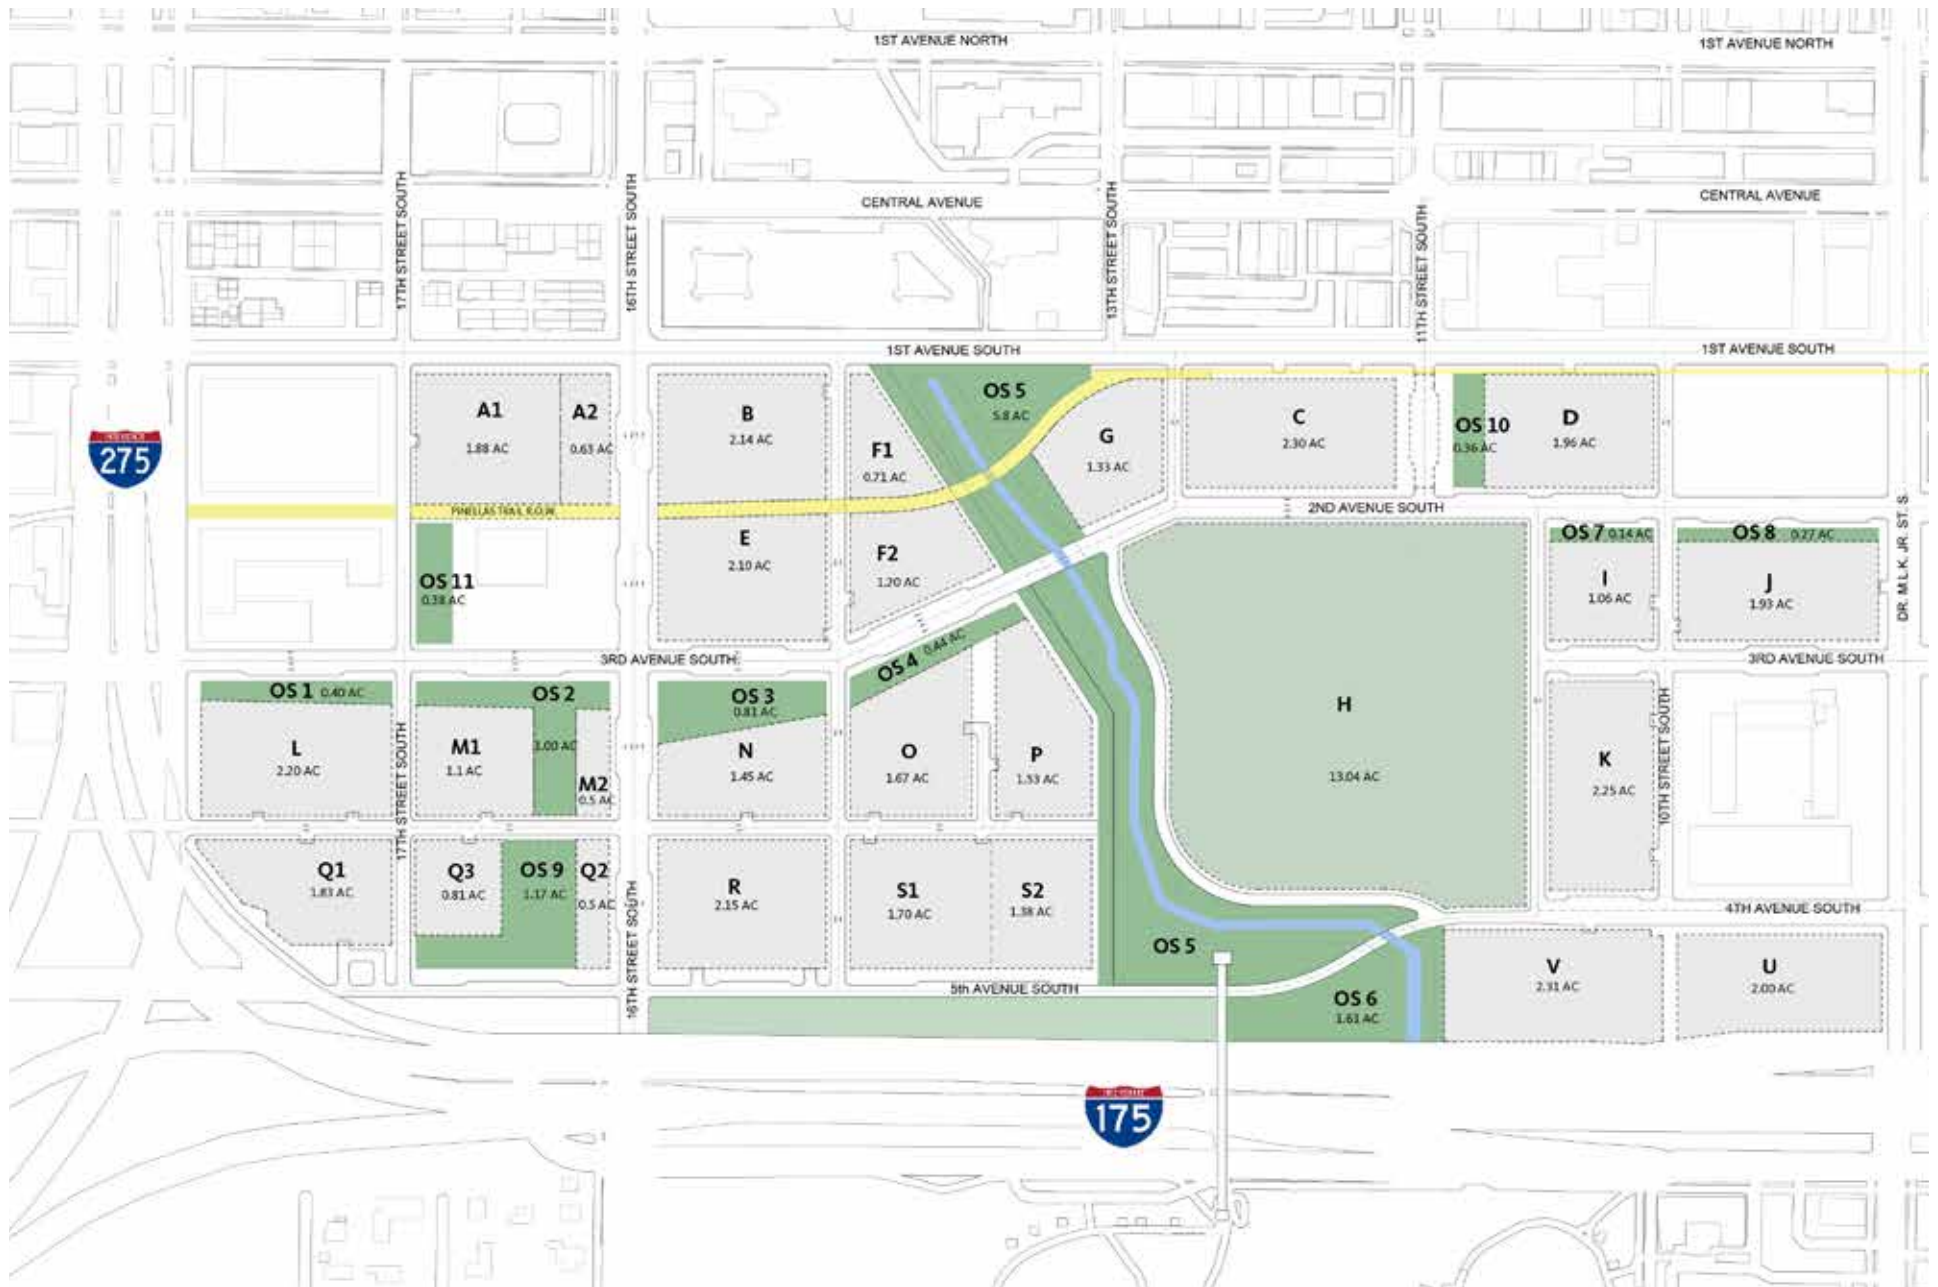 1ST AVENUE NORTH
1ST AVENUE NORTH
17TH STREET SOUTH
16TH STREET SOUTH
CENTRAL AVENUE
13TH STREET SOUTH
11TH STREET SOUTH
CENTRAL AVENUE
1ST AVENUE SOUTH
1ST AVENUE SOUTH
275
A1
1.88 AC
A2
0.63 AC
B
2.14 AC
F1
0.71 AC
OS 5
5.8 AC
G
1.33 AC
C
2.30 AC
OS 10
0.36 AC
D
1.96 AC
PINELLAS TRAIL R.O.W.
2ND AVENUE SOUTH
DR. M.L.K. JR. ST. S.
OS 11
0.38 AC
E
2.10 AC
F2
1.20 AC
OS 7 0.14 AC
I
1.06 AC
OS 8 0.27 AC
J
1.93 AC
3RD AVENUE SOUTH
3RD AVENUE SOUTH
OS 1 0.40 AC
L
2.20 AC
17TH STREET SOUTH
OS 2
1.00 AC
M1
1.1 AC
M2
0.5 AC
OS 3
0.81 AC
N
1.45 AC
OS 4 0.44 AC
O
1.67 AC
P
1.53 AC
H
13.04 AC
K
2.25 AC
10TH STREET SOUTH
Q1
1.83 AC
Q3
0.81 AC
OS 9
1.17 AC
Q2
0.5 AC
16TH STREET SOUTH
R
2.15 AC
S1
1.70 AC
S2
1.38 AC
4TH AVENUE SOUTH
OS 5
5th AVENUE SOUTH
OS 6
1.61 AC
V
2.31 AC
U
2.00 AC
175